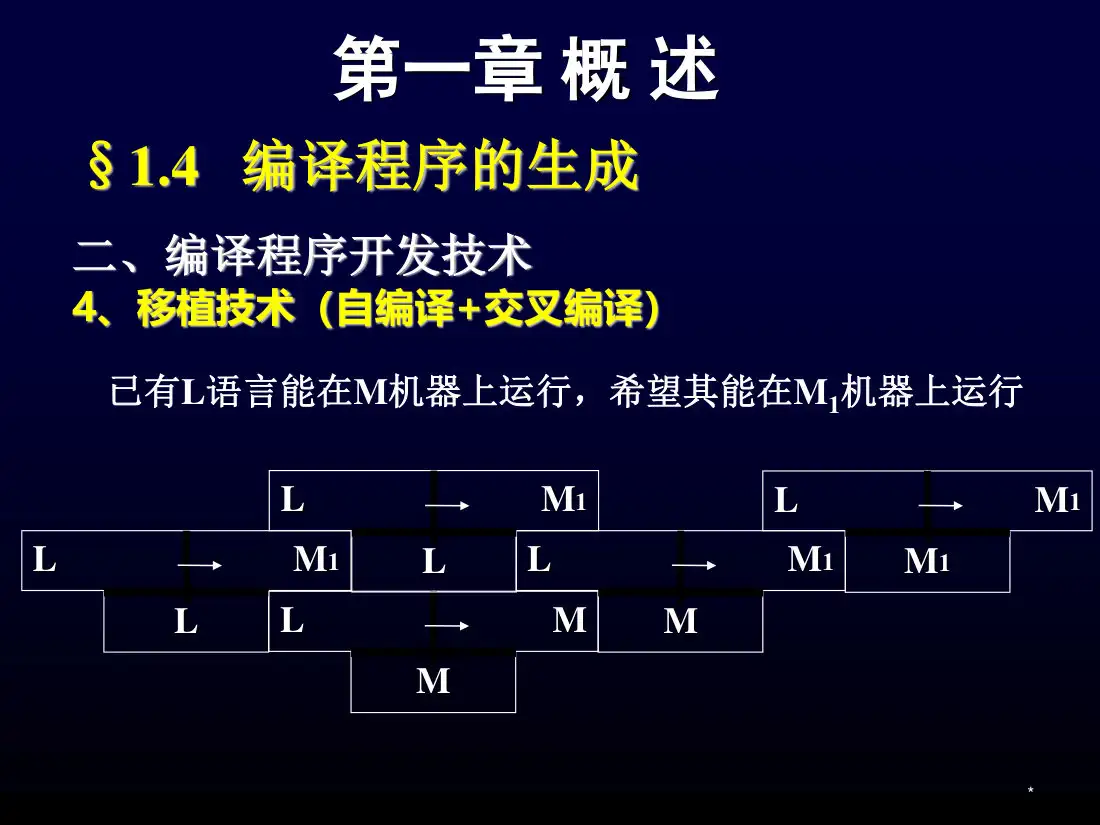 第一章 概 述
§1.4 编译程序的生成
二、编译程序开发技术
4、移植技术（自编译+交叉编译）
已有L语言能在M机器上运行，希望其能在M1机器上运行
L → M1 L → M1
L → M1 L L → M1 M1
L L → M M
M
*